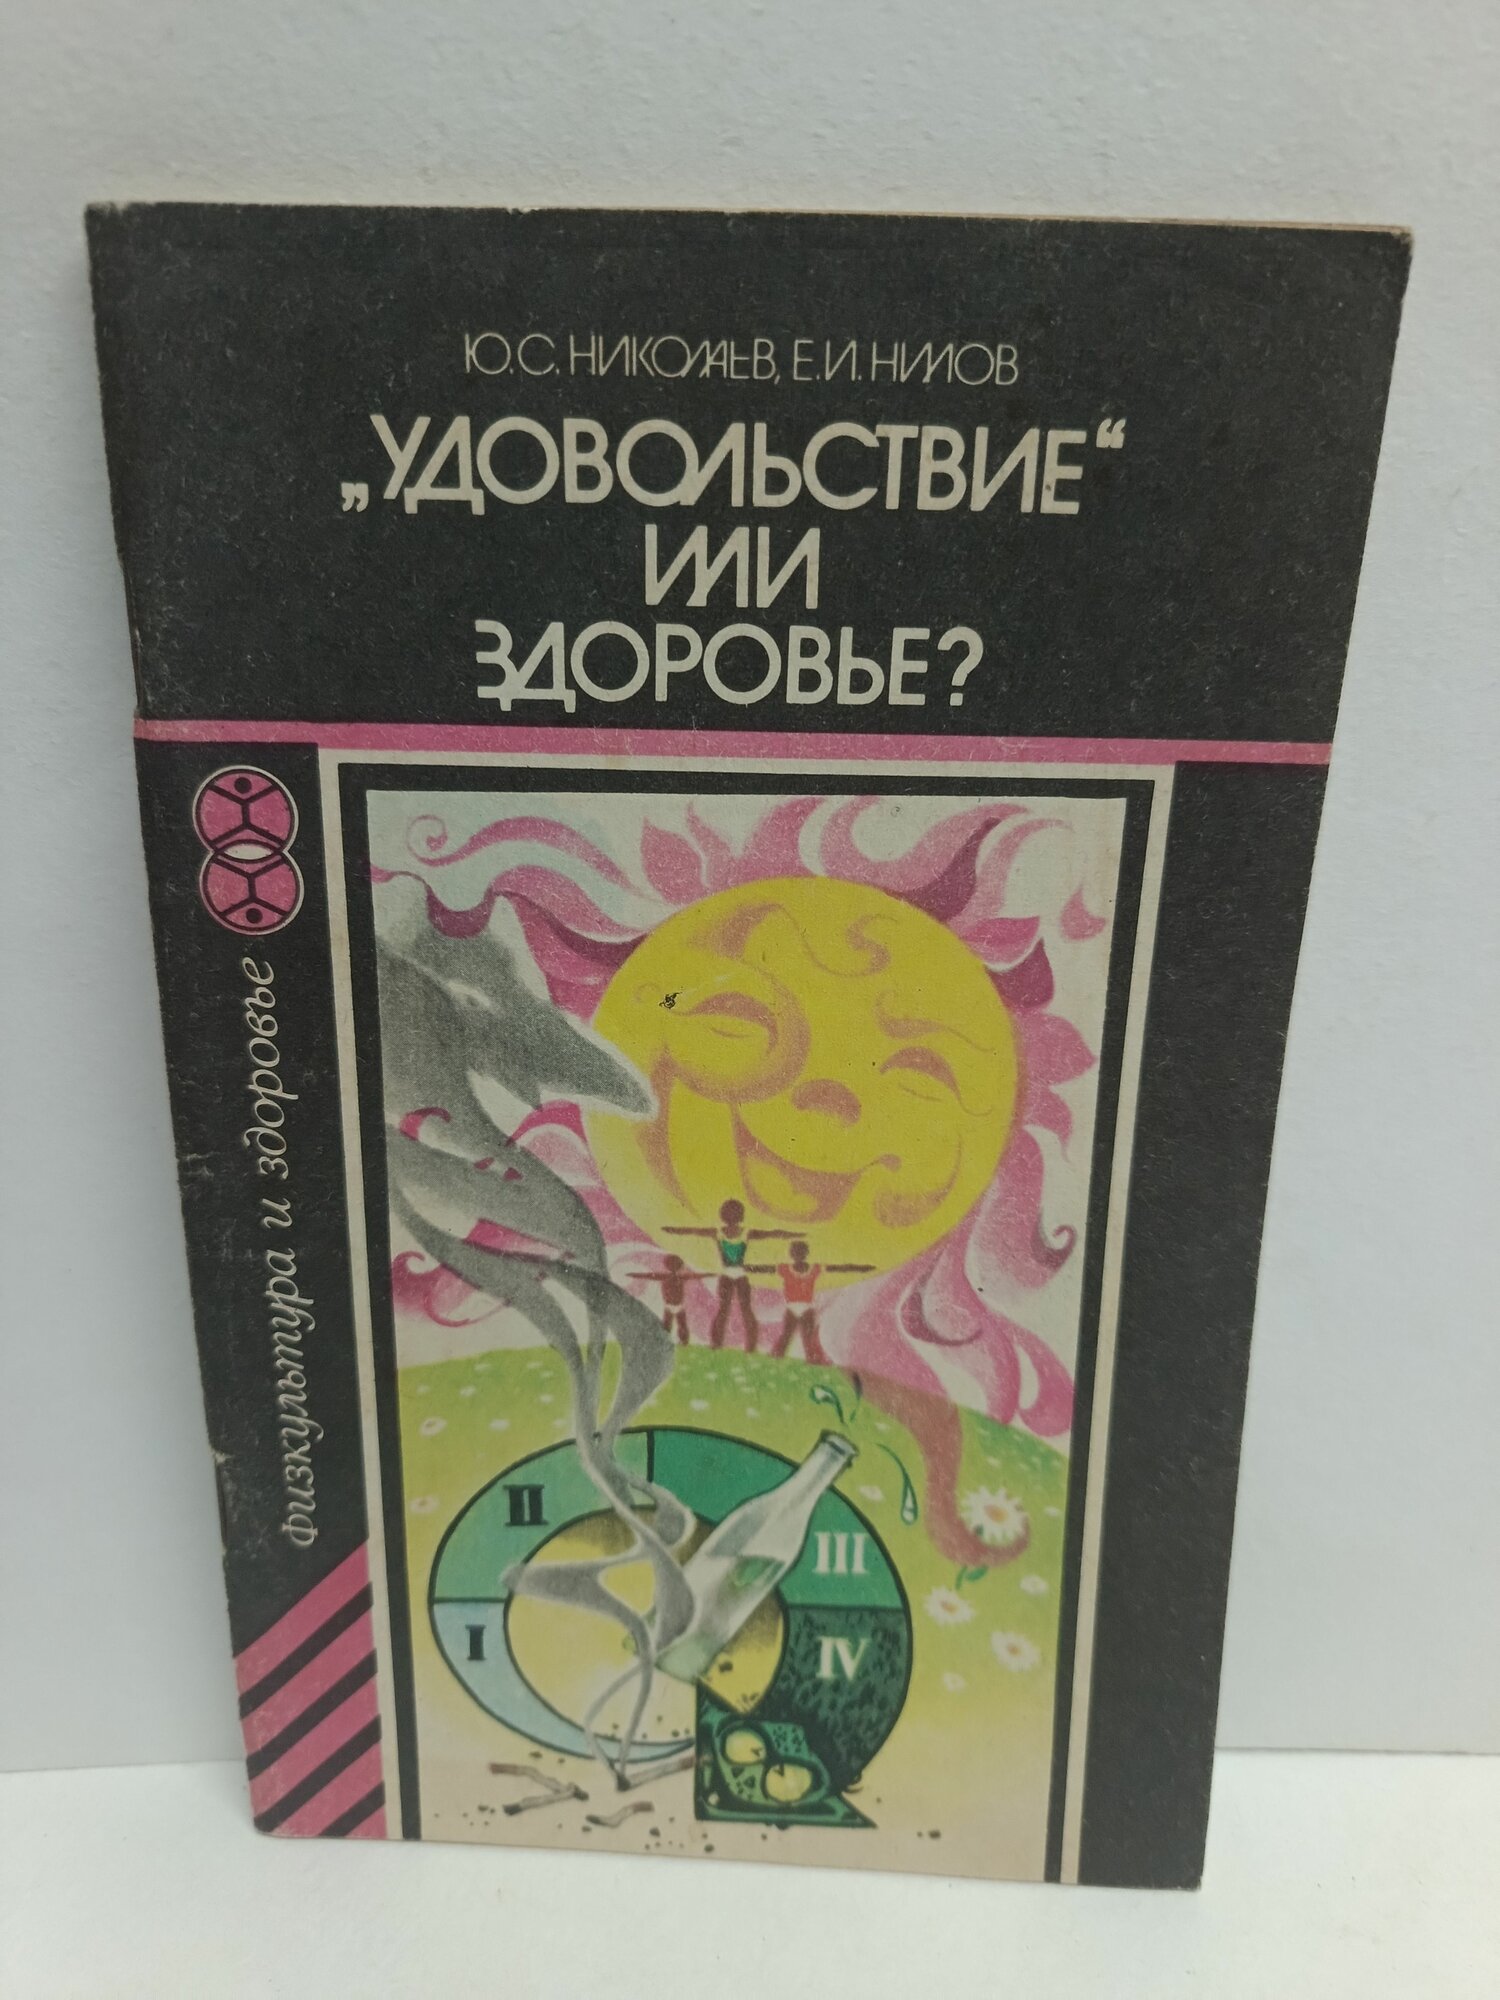 Ю.С. НИКОЛАЕВ, Е.И. НИЛОВ
„УДОВОЛЬСТВИЕ“
ИЛИ
ЗДОРОВЬЕ?
физкультура и здоровье
II
III
I
IV